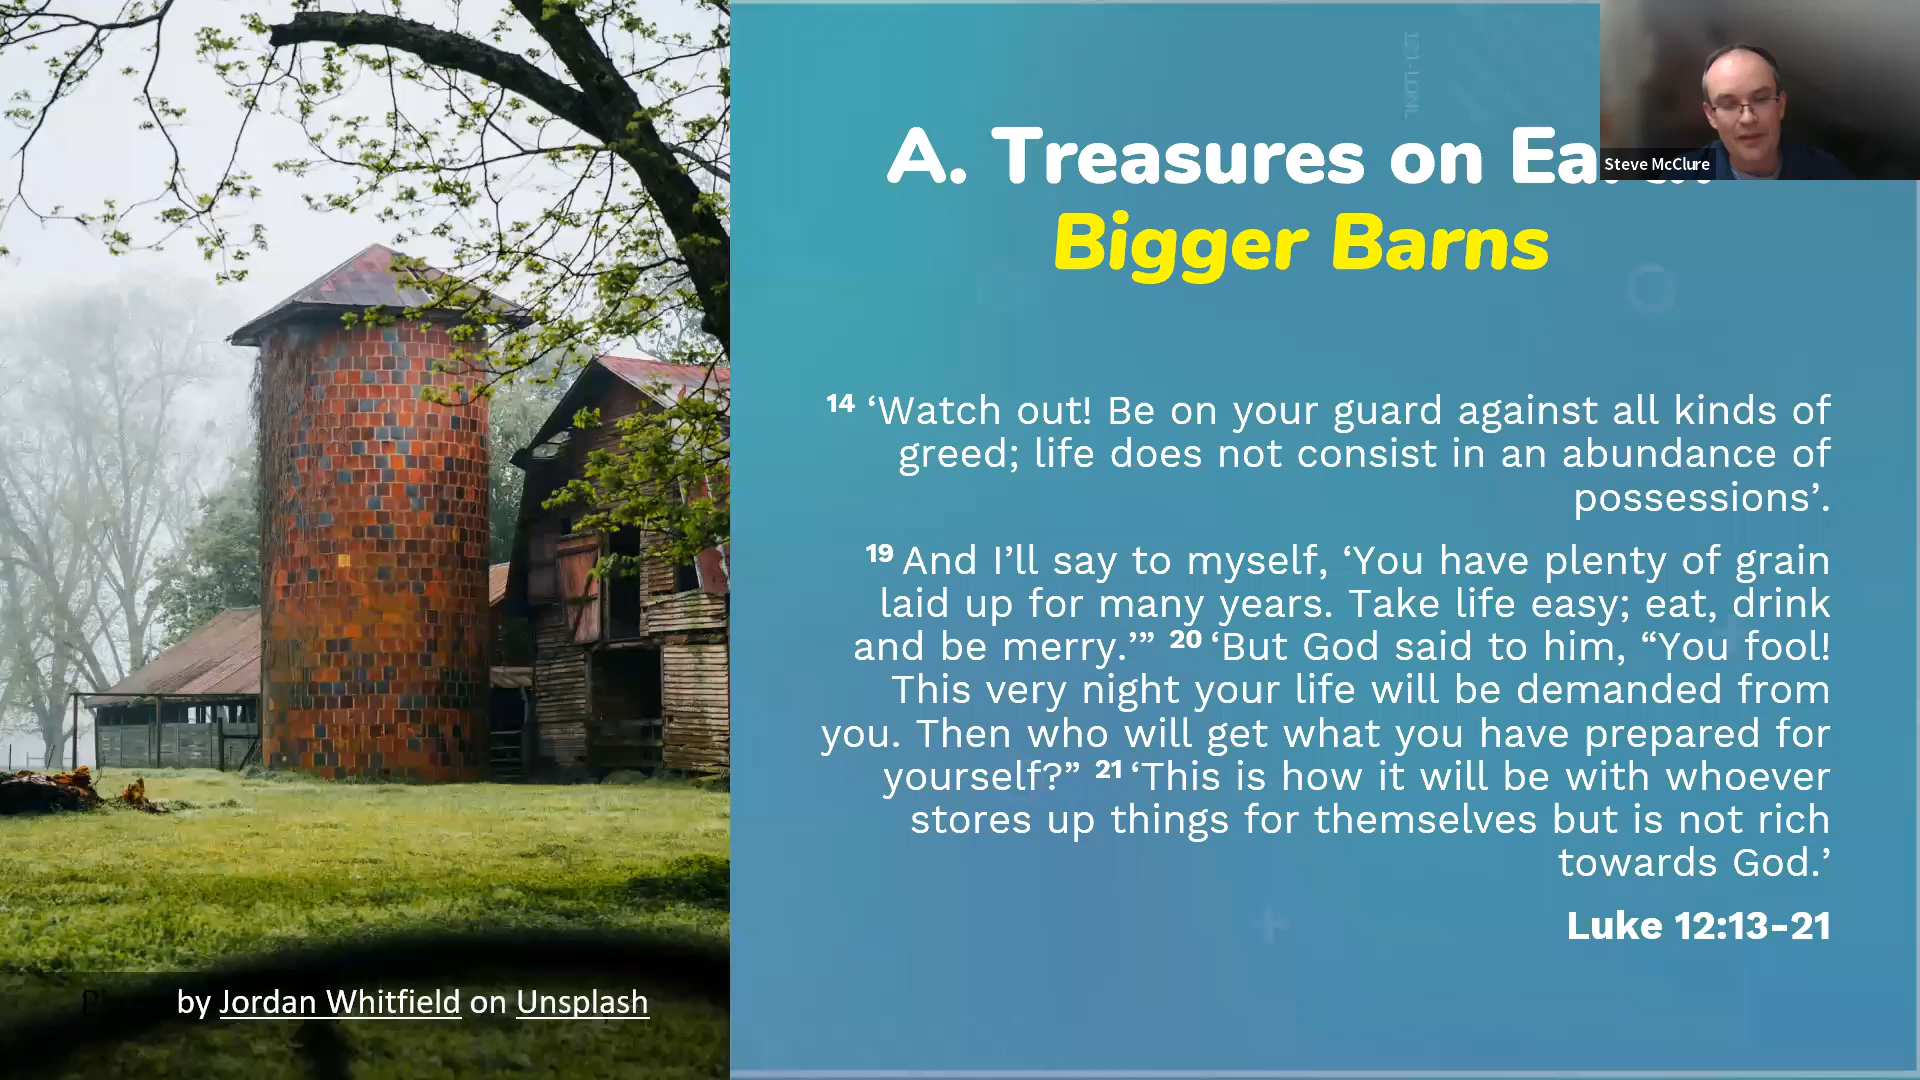 A. Treasures on
Bigger Barns
Steve McClure
14 ‘Watch out! Be on your guard against all kinds of
greed; life does not consist in an abundance of
possessions’.
19 And I’ll say to myself, ‘You have plenty of grain
laid up for many years. Take life easy; eat, drink
and be merry.’” 20 ‘But God said to him, “You fool!
This very night your life will be demanded from
you. Then who will get what you have prepared for
yourself?” 21 ‘This is how it will be with whoever
stores up things for themselves but is not rich
towards God.’
Luke 12:13-21
by Jordan Whitfield on Unsplash